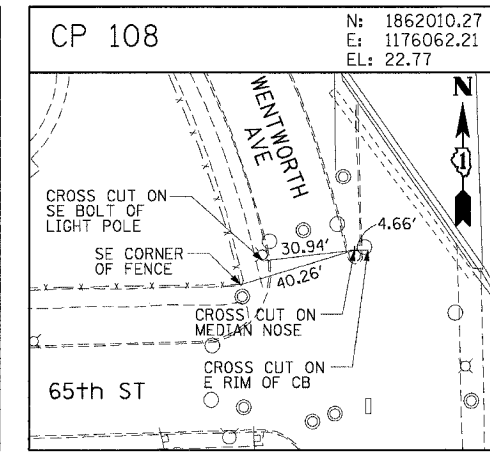 CP 108
N: 1862010.27
E: 1176062.21
EL: 22.77
N
WENTWORTH
AVE
1
CROSS CUT ON
SE BOLT OF
LIGHT POLE
4.66'
30.94'
SE CORNER
OF FENCE
40.26'
CROSS CUT ON
MEDIAN NOSE
CROSS CUT ON
E RIM OF CB
65th ST